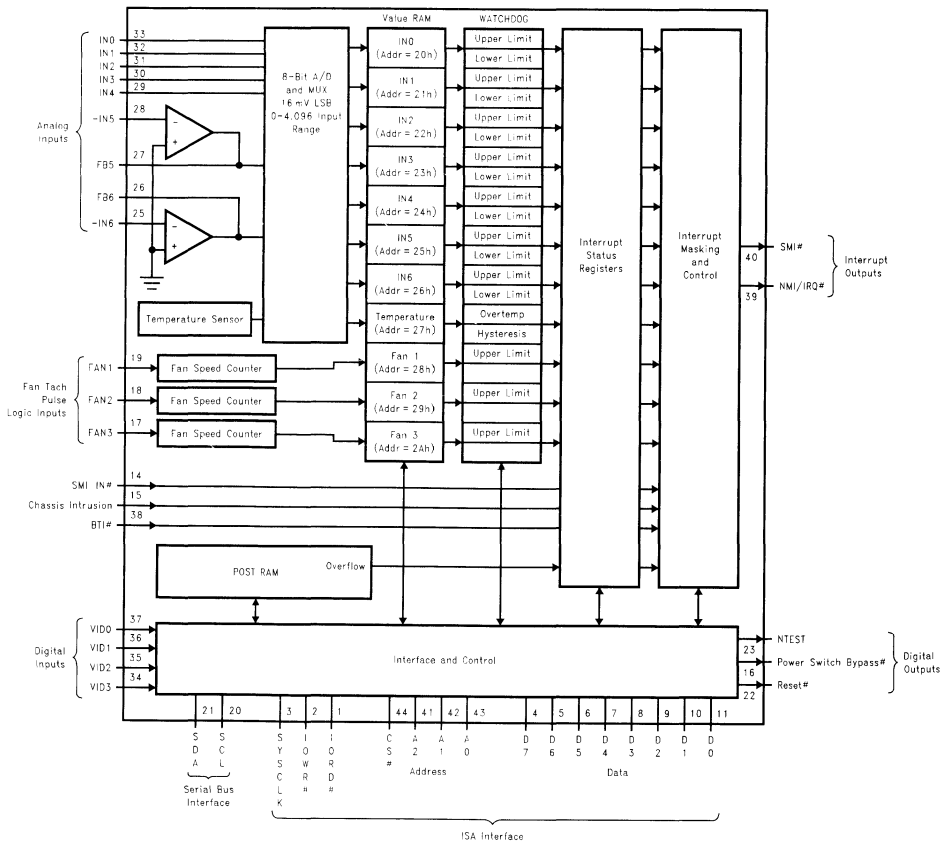 Value RAM
WATCHDOG
Analog
Inputs
IN0 33
IN1 32
IN2 31
IN3 30
IN4 29
-IN5 28
FB5 27
FB6 26
-IN6 25
-
+
-
+
8-Bit A/D
and MUX
16 mV LSB
0-4.096 Input
Range
Temperature Sensor
IN0
(Addr = 20h)
IN1
(Addr = 21h)
IN2
(Addr = 22h)
IN3
(Addr = 23h)
IN4
(Addr = 24h)
IN5
(Addr = 25h)
IN6
(Addr = 26h)
Temperature
(Addr = 27h)
Fan 1
(Addr = 28h)
Fan 2
(Addr = 29h)
Fan 3
(Addr = 2Ah)
Upper Limit
Lower Limit
Upper Limit
Lower Limit
Upper Limit
Lower Limit
Upper Limit
Lower Limit
Upper Limit
Lower Limit
Upper Limit
Lower Limit
Upper Limit
Lower Limit
Overtemp
Hysteresis
Upper Limit
Upper Limit
Upper Limit
Interrupt
Status
Registers
Interrupt
Masking
and
Control
SMI#
40
NMI/IRQ#
39
Interrupt
Outputs
Fan Tach
Pulse
Logic Inputs
FAN1 19
Fan Speed Counter
FAN2 18
Fan Speed Counter
FAN3 17
Fan Speed Counter
SMI IN# 14
Chassis Intrusion 15
BTI# 38
POST RAM
Overflow
Digital
Inputs
VID0 37
VID1 36
VID2 35
VID3 34
Interface and Control
NTEST
23
Power Switch Bypass#
16
Reset#
22
Digital
Outputs
21 20 3 2 1 44 41 42 43 4 5 6 7 8 9 10 11
SDA
SCL
SYSCLK
IOWR#
IORD#
CS#
A2
A1
A0
D7
D6
D5
D4
D3
D2
D1
D0
Address
Data
Serial Bus
Interface
ISA Interface